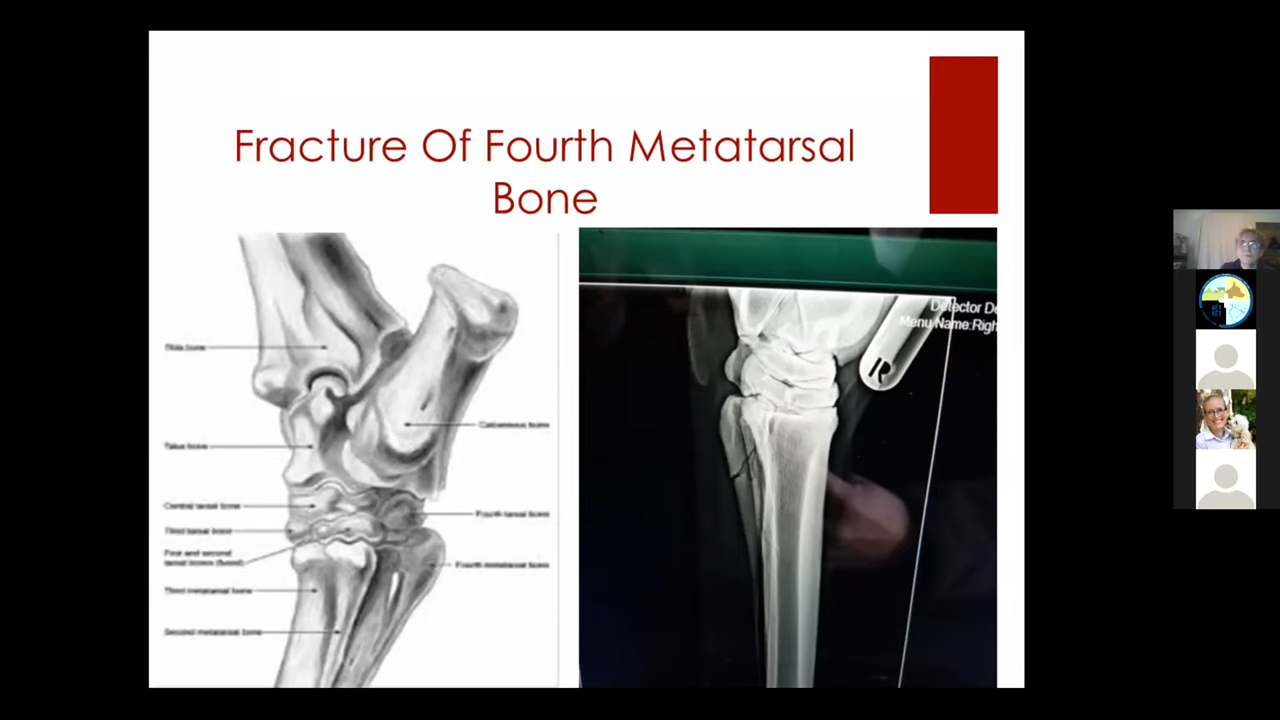 Fracture Of Fourth Metatarsal
Bone
Tibia bone
Talus bone
Calcaneous bone
Central tarsal bone
Fourth tarsal bone
Third tarsal bone
First and second
tarsal bones (fused)
Fourth metatarsal bone
Third metatarsal bone
Second metatarsal bone
Detector De
Menu Name:Righ
R